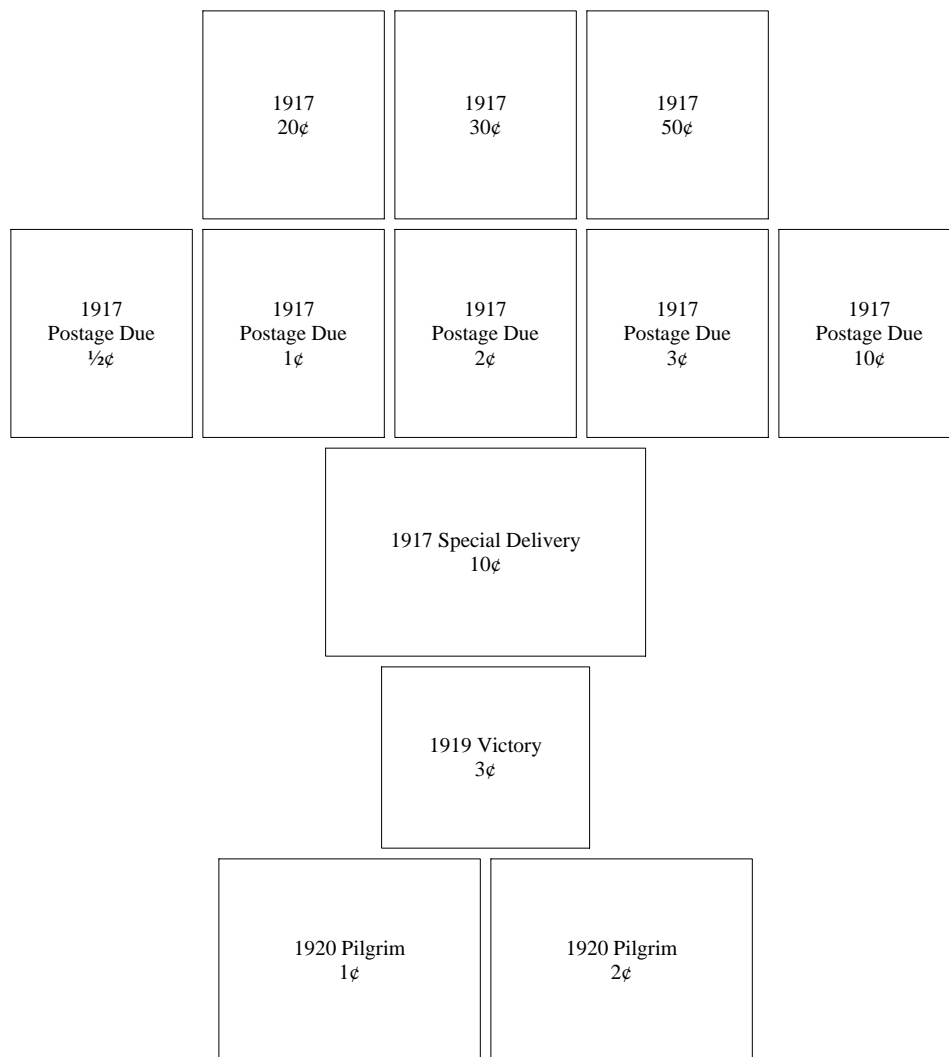 1917
20¢
1917
30¢
1917
50¢
1917
Postage Due
½¢
1917
Postage Due
1¢
1917
Postage Due
2¢
1917
Postage Due
3¢
1917
Postage Due
10¢
1917 Special Delivery
10¢
1919 Victory
3¢
1920 Pilgrim
1¢
1920 Pilgrim
2¢